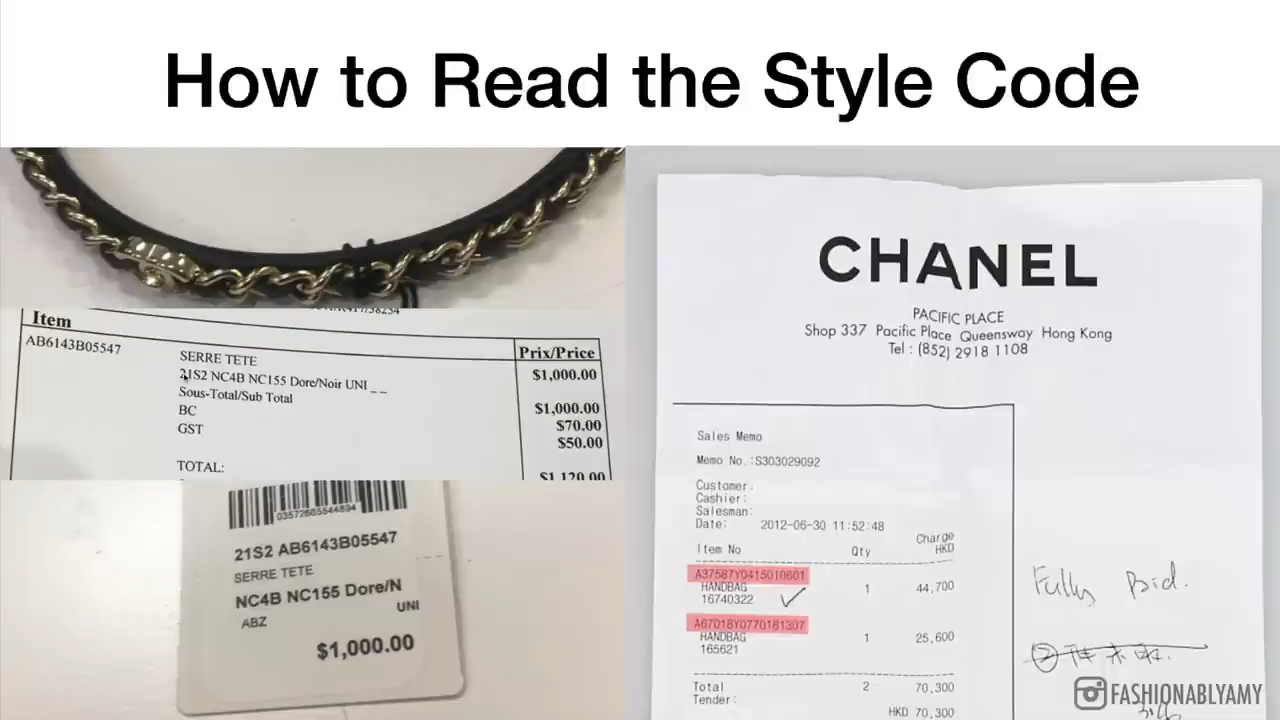 How to Read the Style Code
Item
AB6143B05547
SERRE TETE
21S2 NC4B NC155 Dore/Noir UNI _ _
Sous-Total/Sub Total
BC
GST
TOTAL:
Prix/Price
$1,000.00
$1,000.00
$70.00
$50.00
$1,120.00
21S2 AB6143B05547
SERRE TETE
NC4B NC155 Dore/N
UNI
ABZ
$1,000.00
CHANEL
PACIFIC PLACE
Shop 337 Pacific Place Queensway Hong Kong
Tel : (852) 2918 1108
Sales Memo
Memo No.:S303029092
Customer:
Cashier:
Salesman:
Date: 2012-06-30 11:52:48
Item No Qty Charge
HKD
A37587Y0415010601
HANDBAG 1 44,700
16740322
A67018Y0770181307
HANDBAG 1 25,600
165621
Total 2 70,300
Tender:
HKD 70,300
Fully Paid.
FASHIONABLYAMY